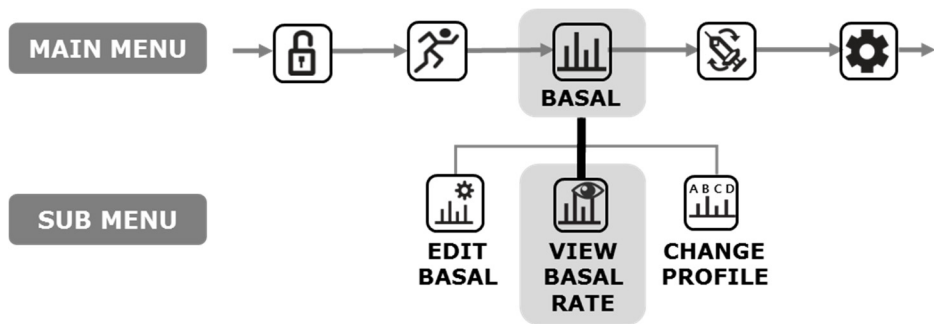 MAIN MENU
BASAL
SUB MENU
A B C D
EDIT
BASAL
VIEW
BASAL
RATE
CHANGE
PROFILE